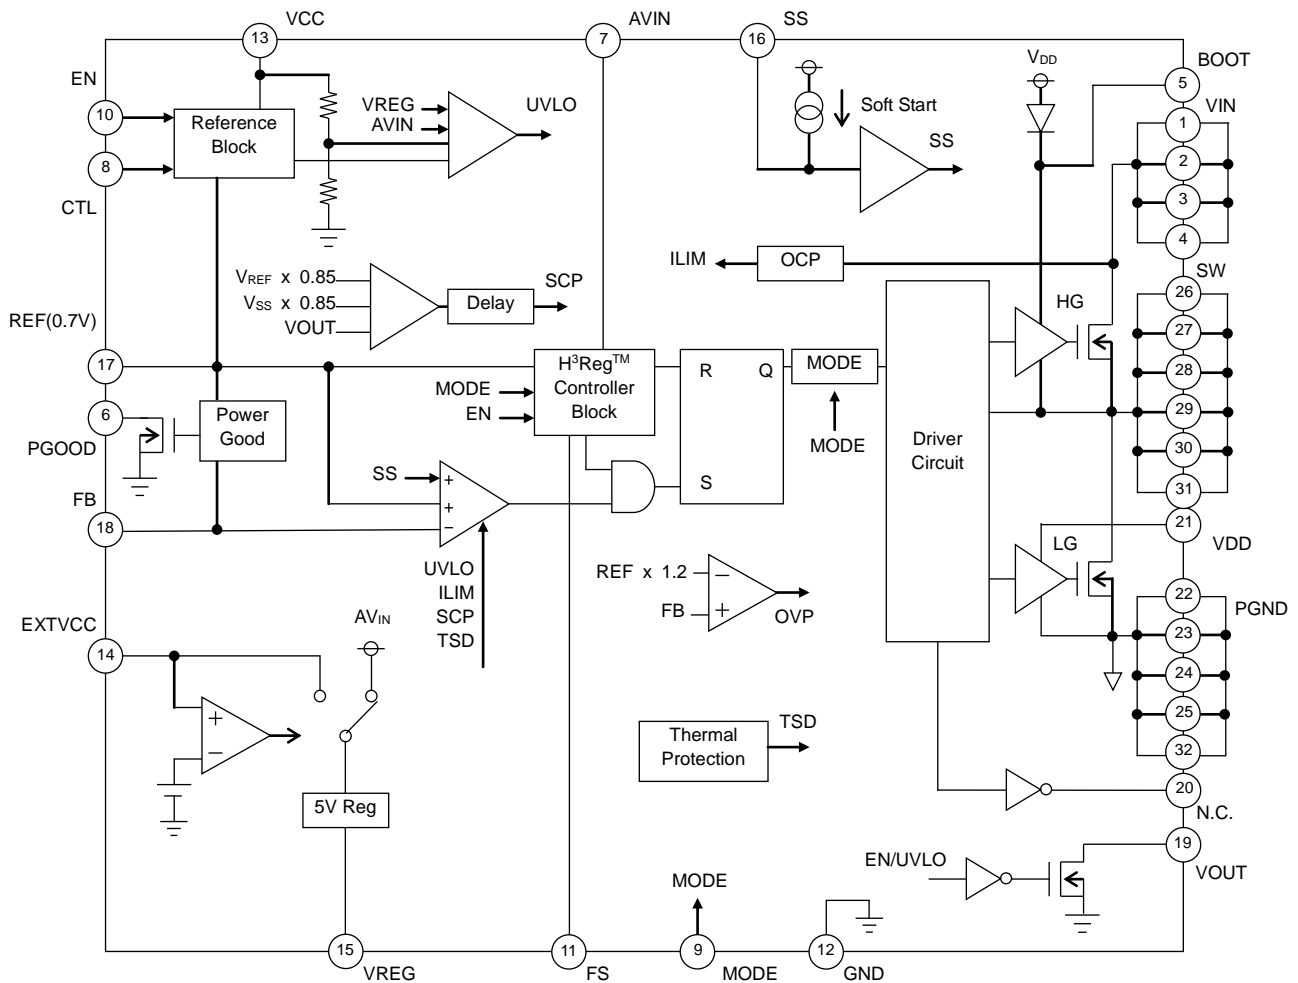 VCC
AVIN
SS
13
7
16
EN
VDD
BOOT
5
10
VREG
AVIN
UVLO
Soft Start
VIN
1
Reference
Block
SS
2
8
CTL
3
4
ILIM
OCP
SW
VREF x 0.85
SCP
26
VSS x 0.85
Delay
HG
REF(0.7V)
VOUT
27
17
H³Reg™
Controller
Block
MODE
EN
R
Q
MODE
28
6
PGOOD
Power
Good
MODE
29
Driver
Circuit
30
SS
+
+
−
S
31
FB
18
21
VDD
UVLO
ILIM
SCP
TSD
REF x 1.2
−
FB
+
OVP
LG
22
PGND
EXTVCC
AVIN
23
14
24
+
−
25
Thermal
Protection
TSD
32
5V Reg
20
N.C.
19
EN/UVLO
VOUT
MODE
15
VREG
11
FS
9
MODE
12
GND